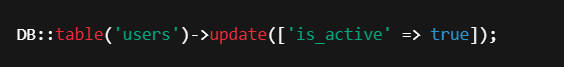 DB::table('users')->update(['is_active' => true]);